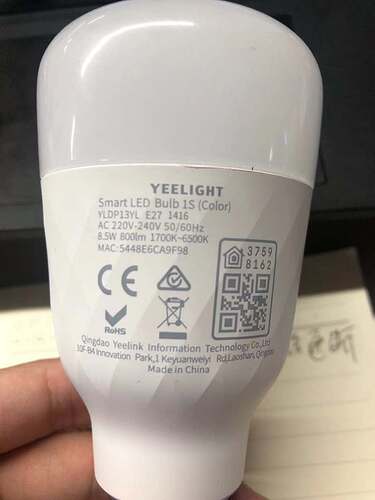 YEELIGHT
Smart LED Bulb 1S (Color)
YLDP13YL E27 1416
AC 220V-240V 50/60Hz
8.5W 800lm 1700K~6500K
MAC:5448E6CA9F98
3759
8162
CE
RoHS
Qingdao Yeelink Information Technology Co.,Ltd
10F-B4 Innovation Park,1 Keyuanweiyi Rd,Laoshan,Qingdao
Made in China